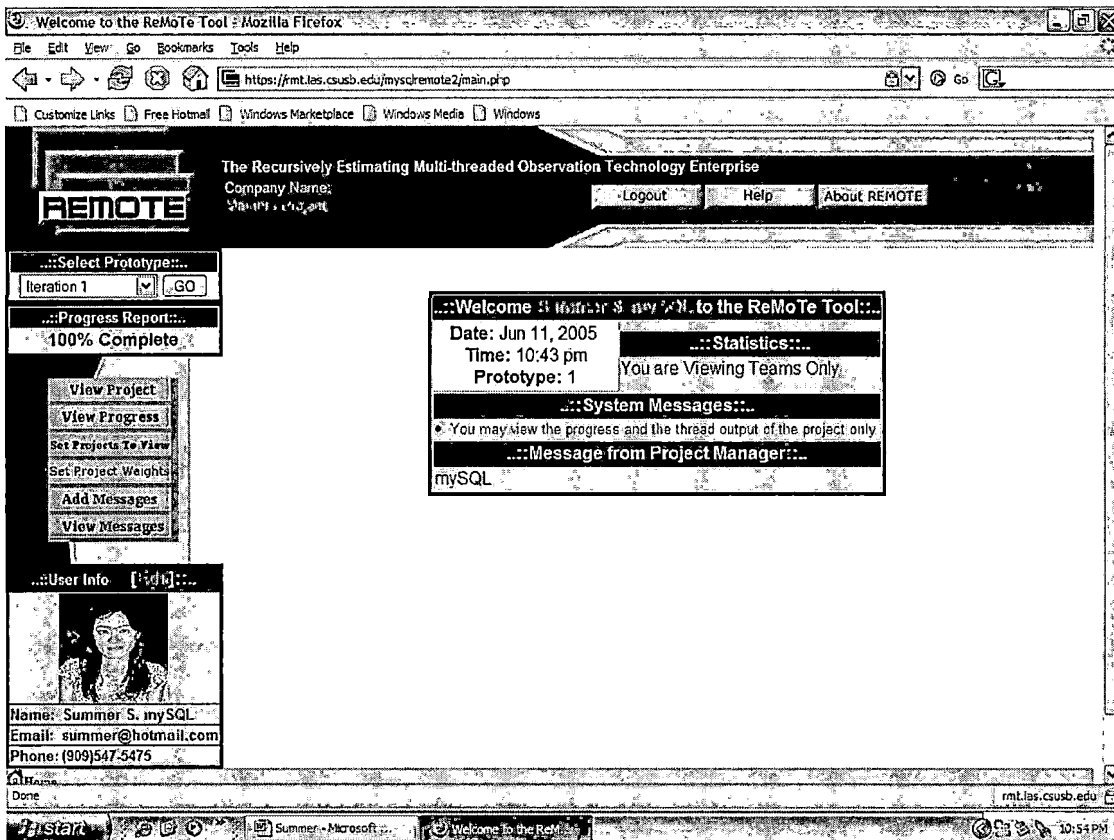 Welcome to the ReMoTe Tool - Mozilla Firefox
File Edit View Go Bookmarks Tools Help
https://rmt.las.csusb.edu/mysqlremote2/main.php
Go
Customize Links Free Hotmail Windows Marketplace Windows Media Windows
REMOTE
The Recursively Estimating Multi-threaded Observation Technology Enterprise
Company Name:
Logout Help About REMOTE
..::Select Prototype::..
Iteration 1 GO
..::Progress Report::..
100% Complete
View Project
View Progress
Set Projects To View
Set Project Weights
Add Messages
View Messages
..::User Info [Edit]::..
Name: Summer S. mySQL
Email: summer@hotmail.com
Phone: (909)547-5475
..::Welcome Summer S. mySQL to the ReMoTe Tool::..
Date: Jun 11, 2005
Time: 10:43 pm
Prototype: 1
..::Statistics::..
You are Viewing Teams Only
..::System Messages::..
You may view the progress and the thread output of the project only
..::Message from Project Manager::..
mySQL
Home
Done
rmt.las.csusb.edu
start
Summer - Microsoft ...
Welcome to the ReM...
10:54 PM